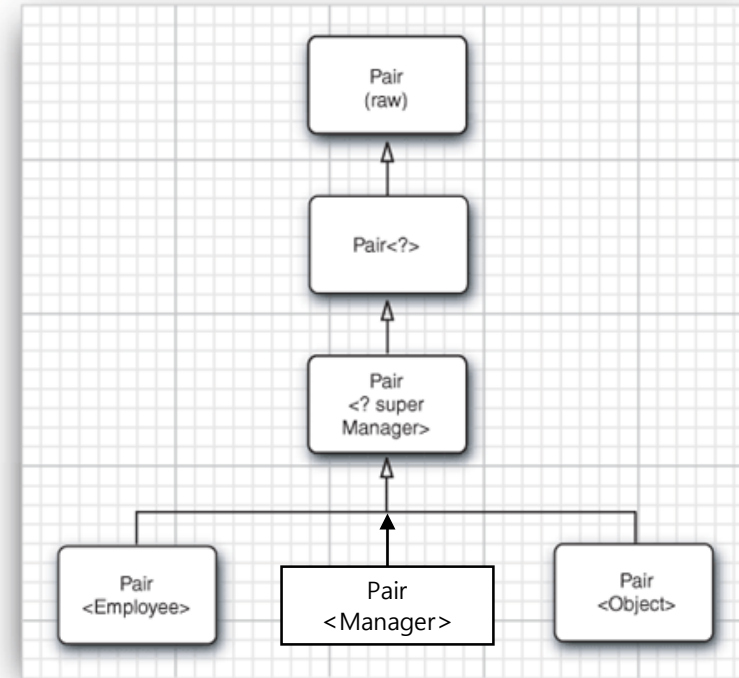 Pair
(raw)
Pair<?>
Pair
<? super
Manager>
Pair
<Employee>
Pair
<Manager>
Pair
<Object>